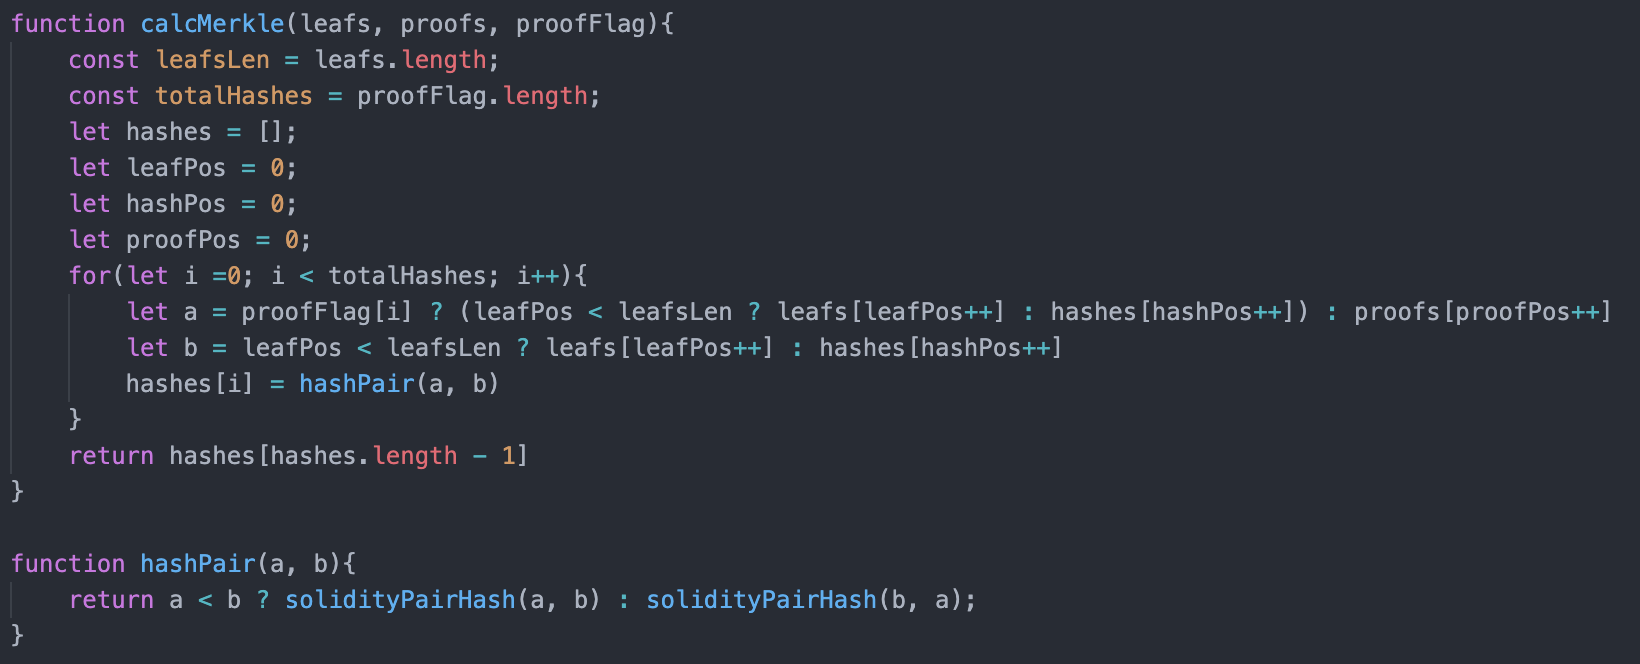 function calcMerkle(leafs, proofs, proofFlag){
    const leafsLen = leafs.length;
    const totalHashes = proofFlag.length;
    let hashes = [];
    let leafPos = 0;
    let hashPos = 0;
    let proofPos = 0;
    for(let i =0; i < totalHashes; i++){
        let a = proofFlag[i] ? (leafPos < leafsLen ? leafs[leafPos++] : hashes[hashPos++]) : proofs[proofPos++]
        let b = leafPos < leafsLen ? leafs[leafPos++] : hashes[hashPos++]
        hashes[i] = hashPair(a, b)
    }
    return hashes[hashes.length - 1]
}

function hashPair(a, b){
    return a < b ? solidityPairHash(a, b) : solidityPairHash(b, a);
}